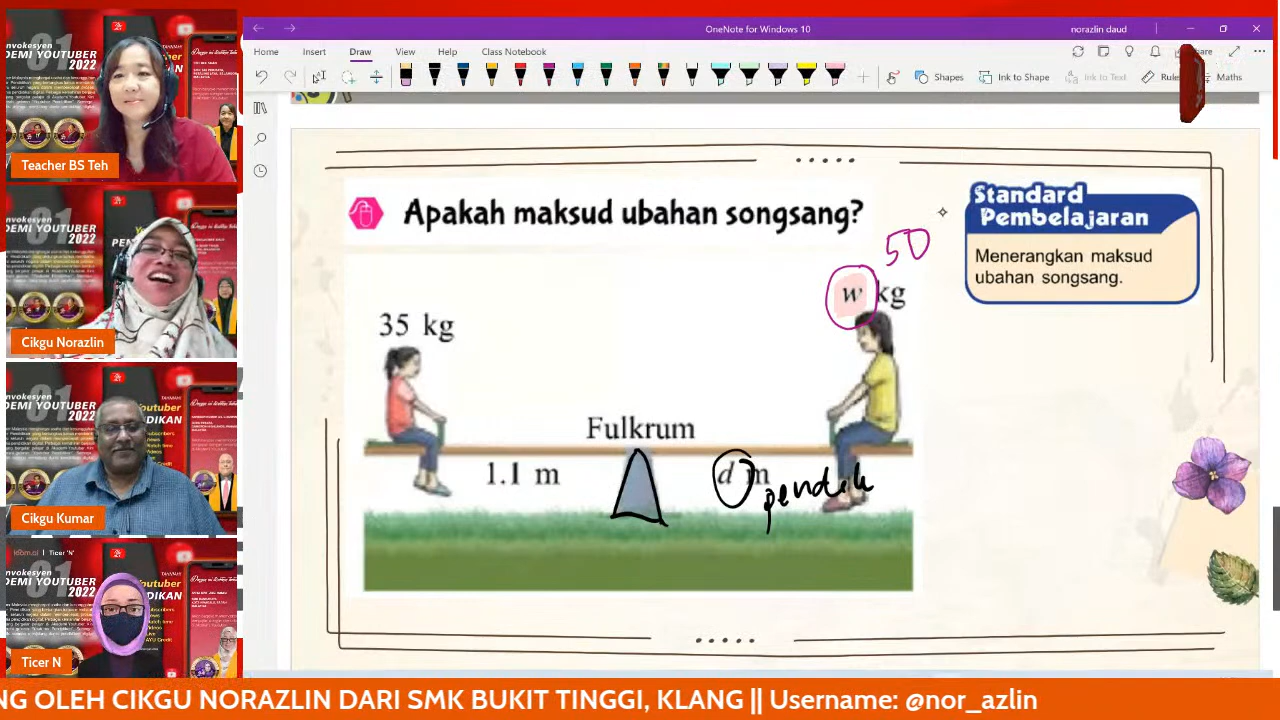 OneNote for Windows 10
norazlin daud
Home Insert Draw View Help Class Notebook
Share
Shapes
Ink to Shape
Ink to Text
Ruler
Maths
Apakah maksud ubahan songsang?
Standard
Pembelajaran
Menerangkan maksud
ubahan songsang.
50
w kg
35 kg
Fulkrum
1.1 m
d m
pendek
Teacher BS Teh
Cikgu Norazlin
Cikgu Kumar
Ticer N
NG OLEH CIKGU NORAZLIN DARI SMK BUKIT TINGGI, KLANG || Username: @nor_azlin